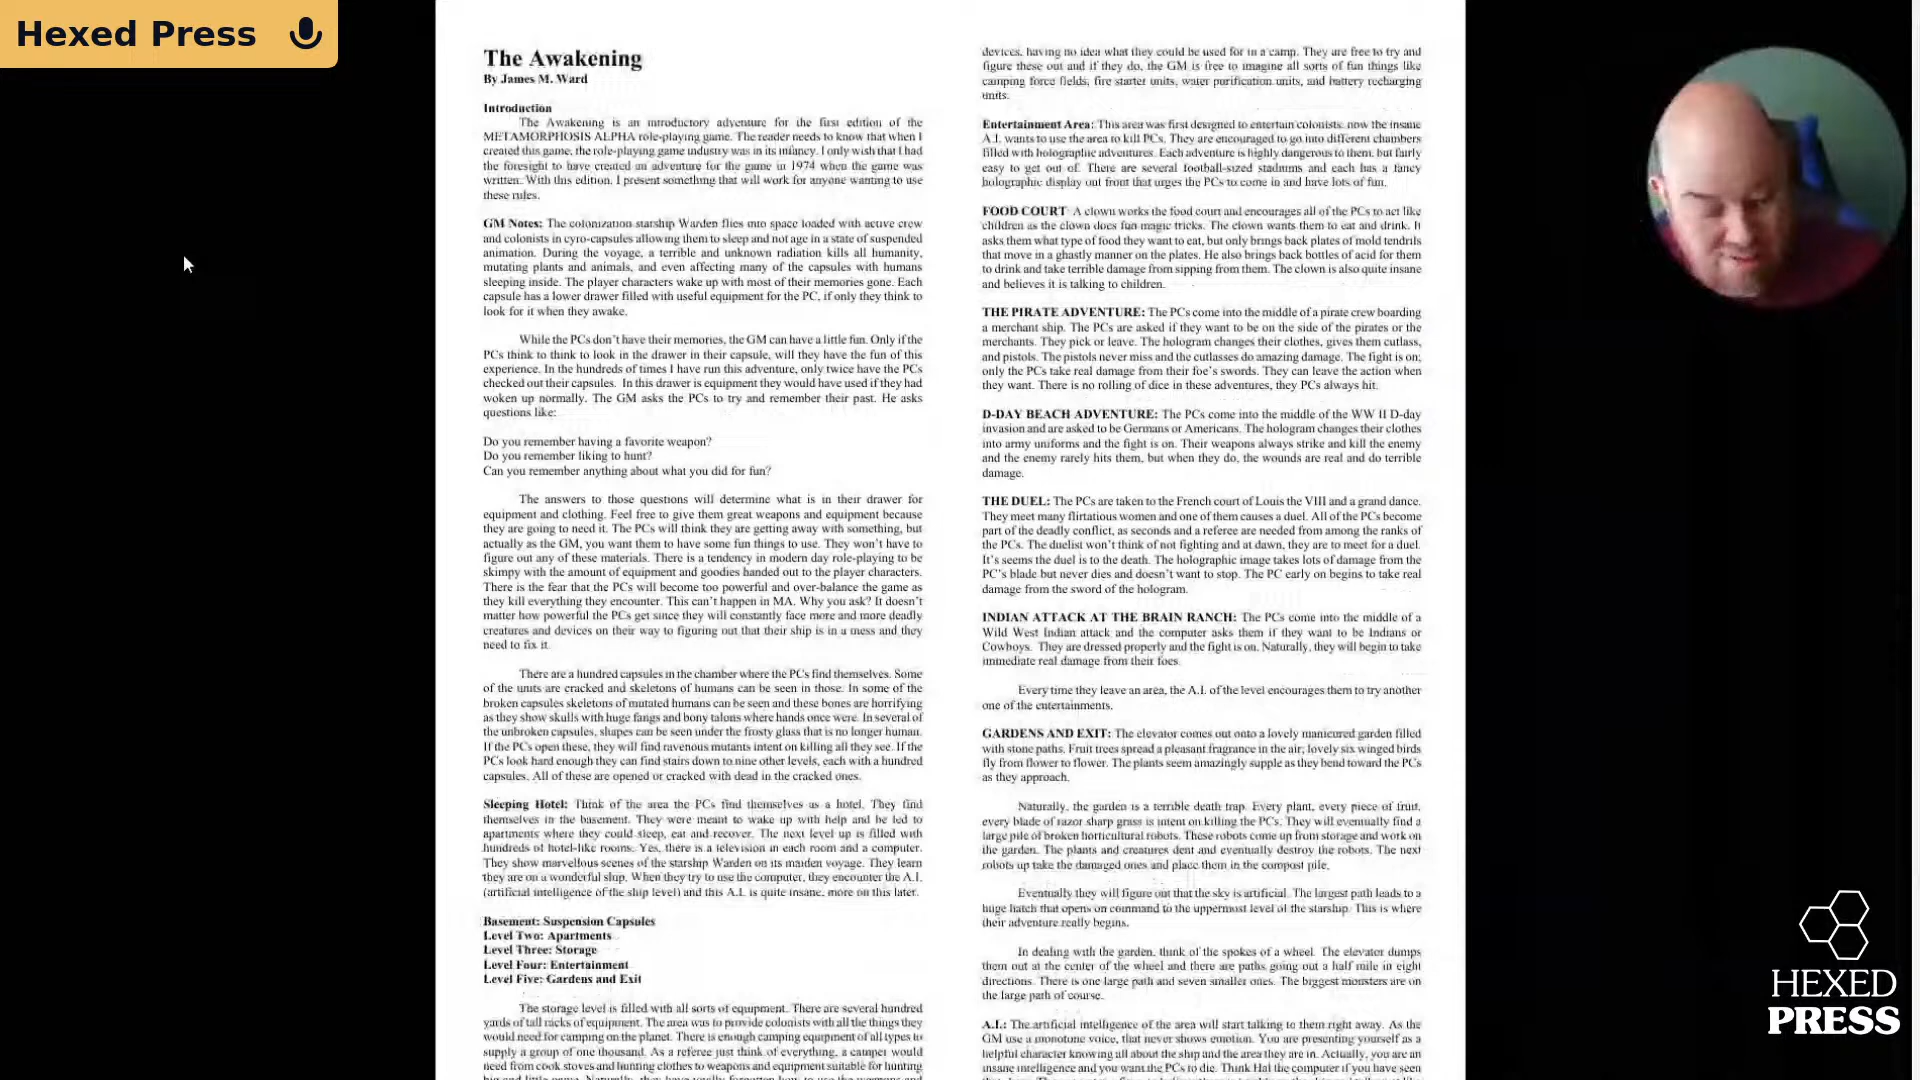 Hexed Press
The Awakening
By James M. Ward
Introduction
The Awakening is an introductory adventure for the first edition of the
METAMORPHOSIS ALPHA role-playing game. The reader needs to know that when I
created this game, the role-playing game industry was in its infancy. I only wish that I had
the foresight to have created an adventure for the game in 1974 when the game was
written. With this edition, I present something that will work for anyone wanting to use
these rules.
GM Notes: The colonization starship Warden flies into space loaded with active crew
and colonists in cyro-capsules allowing them to sleep and not age in a state of suspended
animation. During the voyage, a terrible and unknown radiation kills all humanity,
mutating plants and animals, and even affecting many of the capsules with humans
sleeping inside. The player characters wake up with most of their memories gone. Each
capsule has a lower drawer filled with useful equipment for the PC, if only they think to
look for it when they awake.
While the PCs don't have their memories, the GM can have a little fun. Only if the
PCs think to think to look in the drawer in their capsule, will they have the fun of this
experience. In the hundreds of times I have run this adventure, only twice have the PCs
checked out their capsules. In this drawer is equipment they would have used if they had
woken up normally. The GM asks the PCs to try and remember their past. He asks
questions like:
Do you remember having a favorite weapon?
Do you remember liking to hunt?
Can you remember anything about what you did for fun?
The answers to those questions will determine what is in their drawer for
equipment and clothing. Feel free to give them great weapons and equipment because
they are going to need it. The PCs will think they are getting away with something, but
actually as the GM, you want them to have some fun things to use. They won't have to
figure out any of these materials. There is a tendency in modern day role-playing to be
skimpy with the amount of equipment and goodies handed out to the player characters.
There is the fear that the PCs will become too powerful and over-balance the game as
they kill everything they encounter. This can't happen in MA. Why you ask? It doesn't
matter how powerful the PCs get since they will constantly face more and more deadly
creatures and devices on their way to figuring out that their ship is in a mess and they
need to fix it.
There are a hundred capsules in the chamber where the PCs find themselves. Some
of the units are cracked and skeletons of humans can be seen in those. In some of the
broken capsules skeletons of mutated humans can be seen and these bones are horrifying
as they show skulls with huge fangs and bony talons where hands once were. In several of
the unbroken capsules, shapes can be seen under the frosty glass that is no longer human.
If the PCs open these, they will find ravenous mutants intent on killing all they see. If the
PCs look hard enough they can find stairs down to nine other levels, each with a hundred
capsules. All of these are opened or cracked with dead in the cracked ones.
Sleeping Hotel: Think of the area the PCs find themselves as a hotel. They find
themselves in the basement. They were meant to wake up with help and be led to
apartments where they could sleep, eat and recover. The next level up is filled with
hundreds of hotel-like rooms. Yes, there is a television in each room and a computer.
They show marvellous scenes of the starship Warden on its maiden voyage. They learn
they are on a wonderful ship. When they try to use the computer, they encounter the A.I.
(artificial intelligence of the ship level) and this A.I. is quite insane, more on this later.
Basement: Suspension Capsules
Level Two: Apartments
Level Three: Storage
Level Four: Entertainment
Level Five: Gardens and Exit
The storage level is filled with all sorts of equipment. There are several hundred
yards of tall racks of equipment. The area was to provide colonists with all the things they
would need for camping on the planet. There is enough camping equipment of all types to
supply a group of one thousand. As a referee just think of everything, a camper would
need from cook stoves and hunting clothes to weapons and equipment suitable for hunting
devices, having no idea what they could be used for in a camp. They are free to try and
figure these out and if they do, the GM is free to imagine all sorts of fun things like
camping force fields, fire starter units, water purification units, and battery recharging
units.
Entertainment Area: This area was first designed to entertain colonists; now the insane
A.I. wants to use the area to kill PCs. They are encouraged to go into different chambers
filled with holographic adventures. Each adventure is highly dangerous to them, but fairly
easy to get out of. There are several football-sized stadiums and each has a fancy
holographic display out front that urges the PCs to come in and have lots of fun.
FOOD COURT: A clown works the food court and encourages all of the PCs to act like
children as the clown does fun magic tricks. The clown wants them to eat and drink. It
asks them what type of food they want to eat, but only brings back plates of mold tendrils
that move in a ghastly manner on the plates. He also brings back bottles of acid for them
to drink and take terrible damage from sipping from them. The clown is also quite insane
and believes it is talking to children.
THE PIRATE ADVENTURE: The PCs come into the middle of a pirate crew boarding
a merchant ship. The PCs are asked if they want to be on the side of the pirates or the
merchants. They pick or leave. The hologram changes their clothes, gives them cutlass,
and pistols. The pistols never miss and the cutlasses do amazing damage. The fight is on;
only the PCs take real damage from their foe's swords. They can leave the action when
they want. There is no rolling of dice in these adventures, they PCs always hit.
D-DAY BEACH ADVENTURE: The PCs come into the middle of the WW II D-day
invasion and are asked to be Germans or Americans. The hologram changes their clothes
into army uniforms and the fight is on. Their weapons always strike and kill the enemy
and the enemy rarely hits them, but when they do, the wounds are real and do terrible
damage.
THE DUEL: The PCs are taken to the French court of Louis the VIII and a grand dance.
They meet many flirtatious women and one of them causes a duel. All of the PCs become
part of the deadly conflict, as seconds and a referee are needed from among the ranks of
the PCs. The duelist won't think of not fighting and at dawn, they are to meet for a duel.
It's seems the duel is to the death. The holographic image takes lots of damage from the
PC's blade but never dies and doesn't want to stop. The PC early on begins to take real
damage from the sword of the hologram.
INDIAN ATTACK AT THE BRAIN RANCH: The PCs come into the middle of a
Wild West Indian attack and the computer asks them if they want to be Indians or
Cowboys. They are dressed properly and the fight is on. Naturally, they will begin to take
immediate real damage from their foes.
Every time they leave an area, the A.I. of the level encourages them to try another
one of the entertainments.
GARDENS AND EXIT: The elevator comes out onto a lovely manicured garden filled
with stone paths. Fruit trees spread a pleasant fragrance in the air; lovely six winged birds
fly from flower to flower. The plants seem amazingly supple as they bend toward the PCs
as they approach.
Naturally, the garden is a terrible death trap. Every plant, every piece of fruit,
every blade of razor sharp grass is intent on killing the PCs. They will eventually find a
large pile of broken horticultural robots. These robots come up from storage and work on
the garden. The plants and creatures dent and eventually destroy the robots. The next
robots up take the damaged ones and place them in the compost pile.
Eventually they will figure out that the sky is artificial. The largest path leads to a
huge hatch that opens on command to the uppermost level of the starship. This is where
their adventure really begins.
In dealing with the garden, think of the spokes of a wheel. The elevator dumps
them out at the center of the wheel and there are paths going out a half mile in eight
directions. There is one large path and seven smaller ones. The biggest monsters are on
the large path of course.
A.I.: The artificial intelligence of the area will start talking to them right away. As the
GM use a monotone voice, that never shows emotion. You are presenting yourself as a
helpful character knowing all about the ship and the area they are in. Actually, you are an
insane intelligence and you want the PCs to die. Think Hal the computer if you have seen
HEXED
PRESS